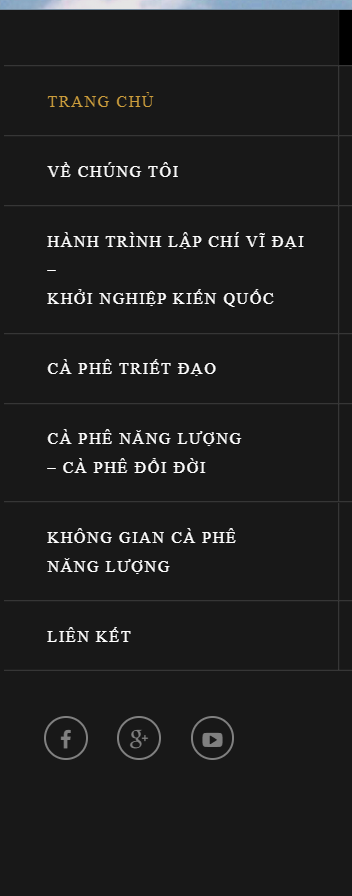 TRANG CHỦ
VỀ CHÚNG TÔI
HÀNH TRÌNH LẬP CHÍ VĨ ĐẠI
–
KHỞI NGHIỆP KIẾN QUỐC
CÀ PHÊ TRIẾT ĐẠO
CÀ PHÊ NĂNG LƯỢNG
– CÀ PHÊ ĐỔI ĐỜI
KHÔNG GIAN CÀ PHÊ
NĂNG LƯỢNG
LIÊN KẾT